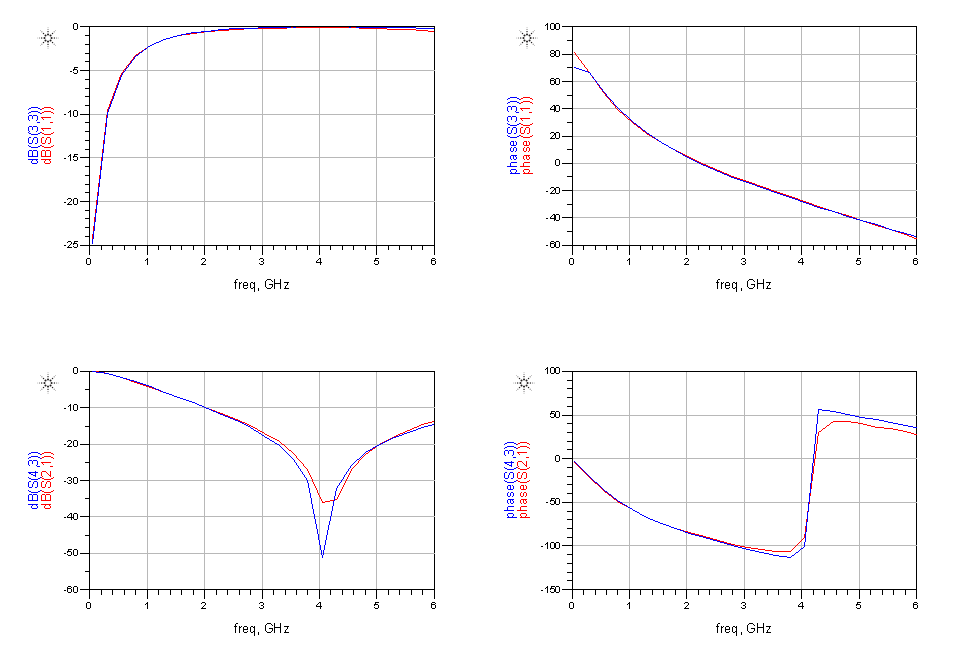 dB(S(3,3))
dB(S(1,1))
0
-5
-10
-15
-20
-25
0 1 2 3 4 5 6
freq, GHz
phase(S(3,3))
phase(S(1,1))
100
80
60
40
20
0
-20
-40
-60
0 1 2 3 4 5 6
freq, GHz
dB(S(4,3))
dB(S(2,1))
0
-10
-20
-30
-40
-50
-60
0 1 2 3 4 5 6
freq, GHz
phase(S(4,3))
phase(S(2,1))
100
50
0
-50
-100
-150
0 1 2 3 4 5 6
freq, GHz